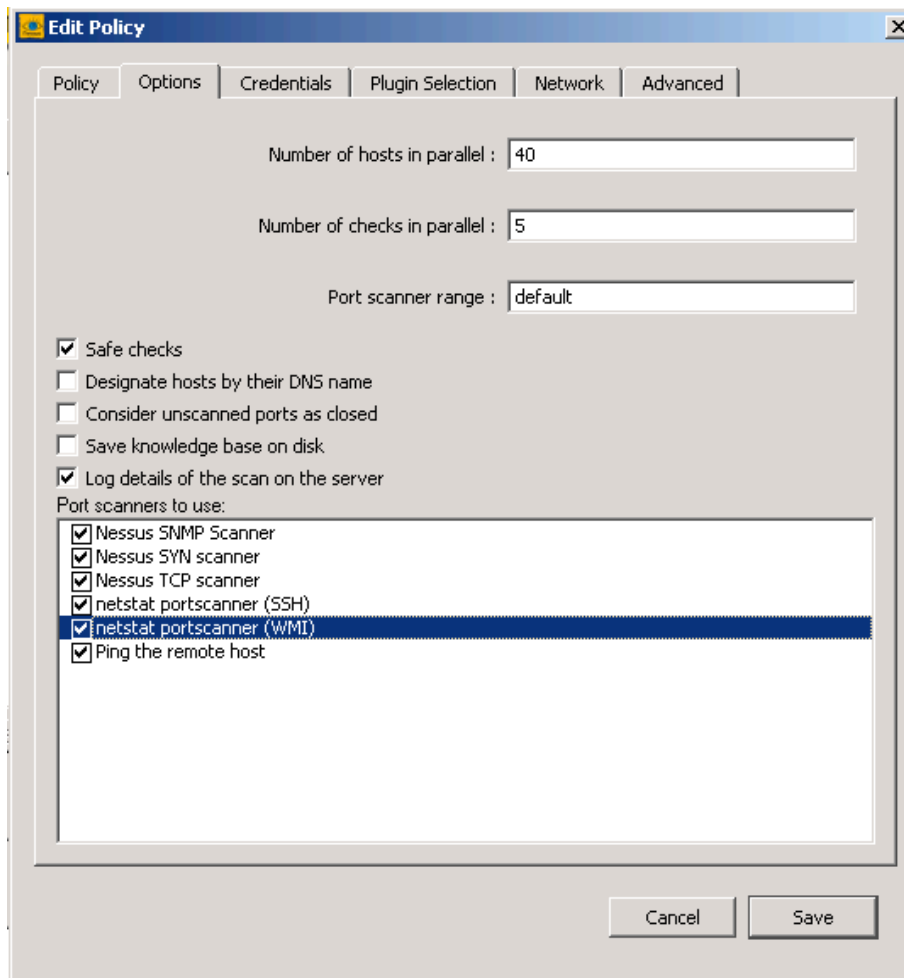 Edit Policy
Policy Options Credentials Plugin Selection Network Advanced
Number of hosts in parallel : 40
Number of checks in parallel : 5
Port scanner range : default
Safe checks
Designate hosts by their DNS name
Consider unscanned ports as closed
Save knowledge base on disk
Log details of the scan on the server
Port scanners to use:
Nessus SNMP Scanner
Nessus SYN scanner
Nessus TCP scanner
netstat portscanner (SSH)
netstat portscanner (WMI)
Ping the remote host
Cancel Save